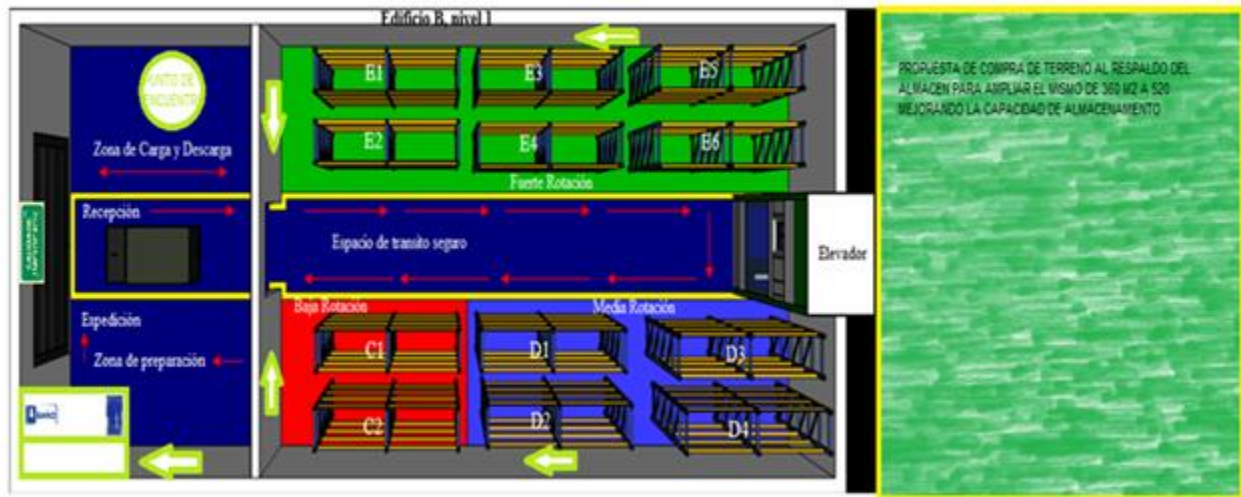 Edificio B, nivel 1
PUNTO DE
ENCUENTRO
Zona de Carga y Descarga
Recepción
Expedición
Zona de preparación
E1
E3
E5
E2
E4
E6
Fuerte Rotación
Espacio de transito seguro
Elevador
Baja Rotación
Media Rotación
C1
D1
D3
C2
D2
D4
PROPUESTA DE COMPRA DE TERRENO AL RESPALDO DEL
ALMACEN PARA AMPLIAR EL MISMO DE 360 M2 A 520
MEJORANDO LA CAPACIDAD DE ALMACENAMIENTO